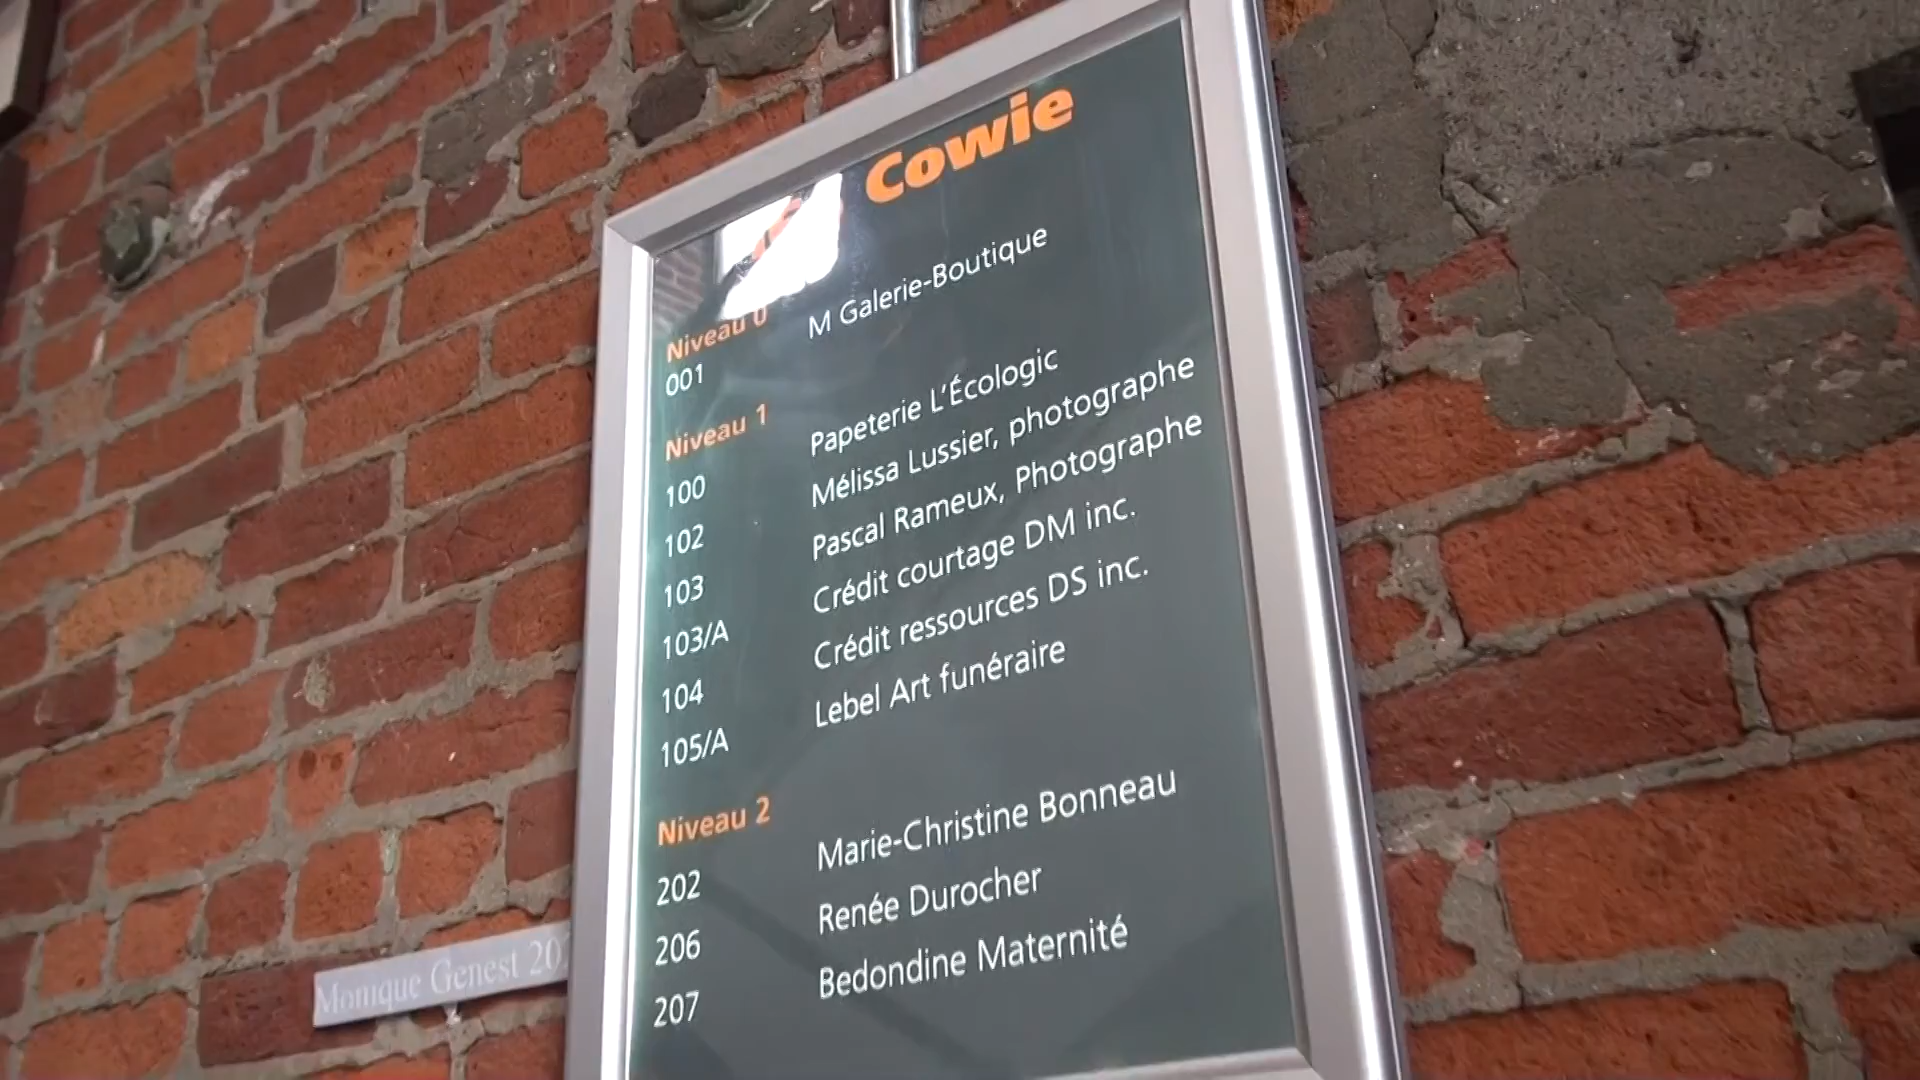 Cowie
Niveau 0
001 M Galerie-Boutique
Niveau 1
100 Papeterie L'Écologic
102 Mélissa Lussier, photographe
103 Pascal Rameux, Photographe
103/A Crédit courtage DM inc.
104 Crédit ressources DS inc.
105/A Lebel Art funéraire
Niveau 2
202 Marie-Christine Bonneau
206 Renée Durocher
207 Bedondine Maternité
Monique Genest